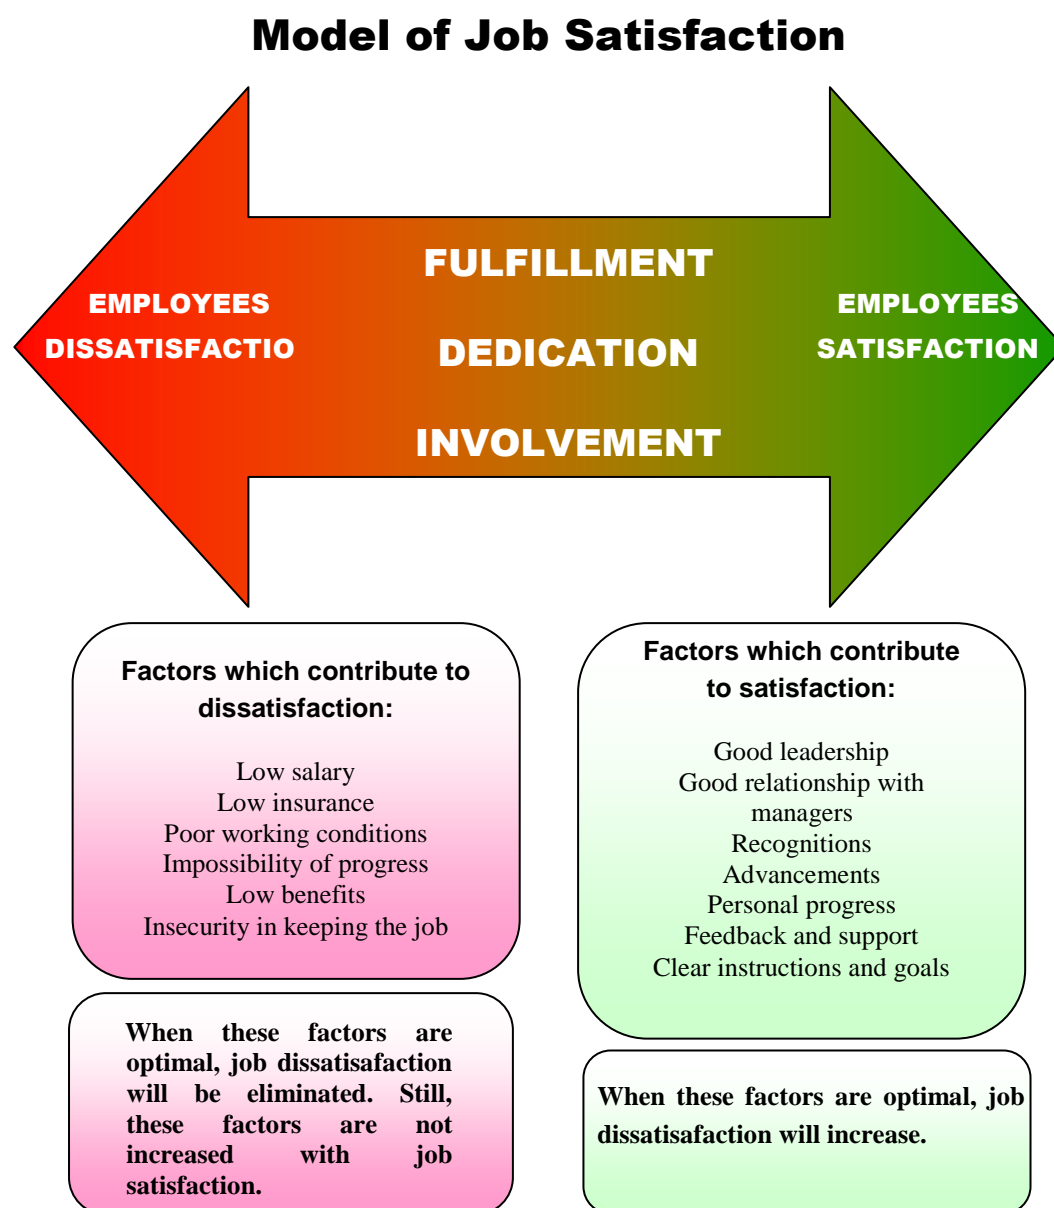 Model of Job Satisfaction
FULFILLMENT
DEDICATION
INVOLVEMENT
EMPLOYEES
DISSATISFACTIO
EMPLOYEES
SATISFACTION
Factors which contribute to
dissatisfaction:
Low salary
Low insurance
Poor working conditions
Impossibility of progress
Low benefits
Insecurity in keeping the job
When these factors are
optimal, job dissatisafaction
will be eliminated. Still,
these factors are not
increased with job
satisfaction.
Factors which contribute
to satisfaction:
Good leadership
Good relationship with
managers
Recognitions
Advancements
Personal progress
Feedback and support
Clear instructions and goals
When these factors are optimal, job
dissatisafaction will increase.